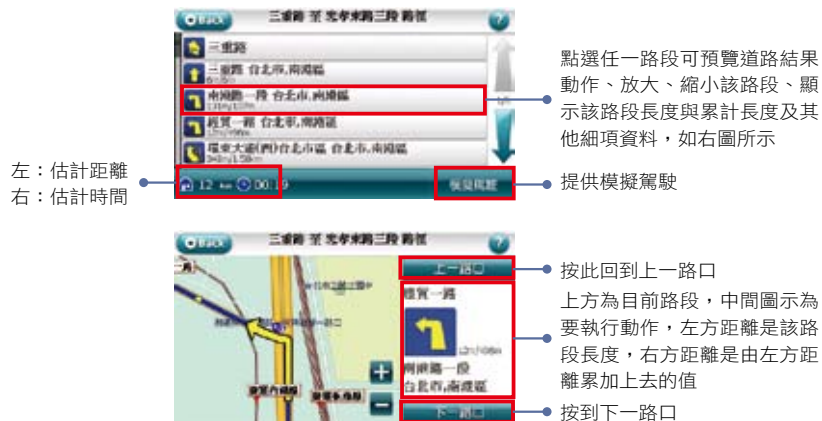 Back 三重路 至 忠孝東路三段 路徑 ?
三重路
三重路 台北市,南港區
南港路一段 台北市,南港區
經貿一路 台北市,南港區
環東大道(西)台北市區 台北市,南港區
12 km 00:19 模擬駕駛
點選任一路段可預覽道路結果
動作、放大、縮小該路段、顯
示該路段長度與累計長度及其
他細項資料，如右圖所示
左：估計距離
右：估計時間
提供模擬駕駛
Back 三重路 至 忠孝東路三段 路徑 ?
上一路口
經貿一路
南港路一段
台北市,南港區
下一路口
按此回到上一路口
上方為目前路段，中間圖示為
要執行動作，左方距離是該路
段長度，右方距離是由左方距
離累加上去的值
按到下一路口